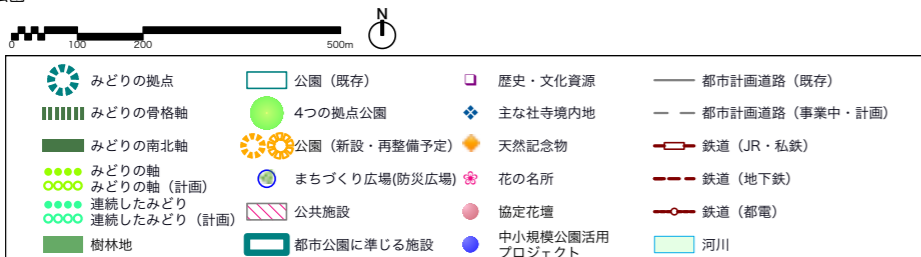 N
0 100 200 500m
みどりの拠点
みどりの骨格軸
みどりの南北軸
みどりの軸
みどりの軸（計画）
連続したみどり
連続したみどり（計画）
樹林地
公園（既存）
4つの拠点公園
公園（新設・再整備予定）
まちづくり広場(防災広場)
公共施設
都市公園に準じる施設
歴史・文化資源
主な社寺境内地
天然記念物
花の名所
協定花壇
中小規模公園活用
プロジェクト
都市計画道路（既存）
都市計画道路（事業中・計画）
鉄道（JR・私鉄）
鉄道（地下鉄）
鉄道（都電）
河川